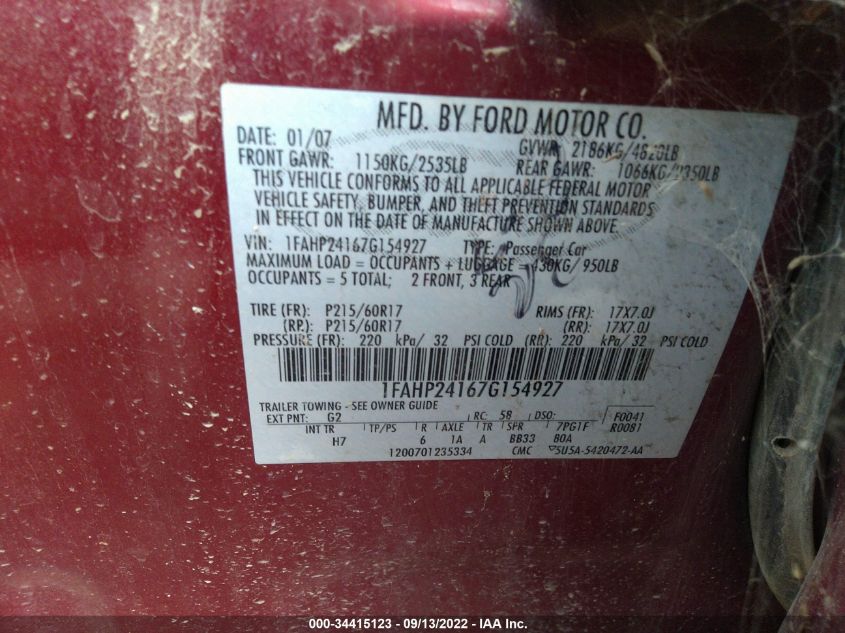 MFD. BY FORD MOTOR CO.
DATE: 01/07 GVWR: 2186KG/4820LB
FRONT GAWR: 1150KG/2535LB REAR GAWR: 1066KG/2350LB
THIS VEHICLE CONFORMS TO ALL APPLICABLE FEDERAL MOTOR
VEHICLE SAFETY, BUMPER, AND THEFT PREVENTION STANDARDS
IN EFFECT ON THE DATE OF MANUFACTURE SHOWN ABOVE.
VIN: 1FAHP24167G154927 TYPE: Passenger Car
MAXIMUM LOAD = OCCUPANTS + LUGGAGE = 430KG/ 950LB
OCCUPANTS = 5 TOTAL; 2 FRONT, 3 REAR
TIRE (FR): P215/60R17 RIMS (FR): 17X7.0J
(RR): P215/60R17 (RR): 17X7.0J
PRESSURE (FR): 220 kPa/ 32 PSI COLD (RR): 220 kPa/ 32 PSI COLD
1FAHP24167G154927
TRAILER TOWING - SEE OWNER GUIDE
EXT PNT: G2 RC: 58 DSO: F0041
INT TR TP/PS R AXLE TR SPR 7PG1F R0081
H7 6 1A A BB33 BOA
1200701235334 CMC 5U5A-5420472-AA
000-34415123 - 09/13/2022 - IAA Inc.